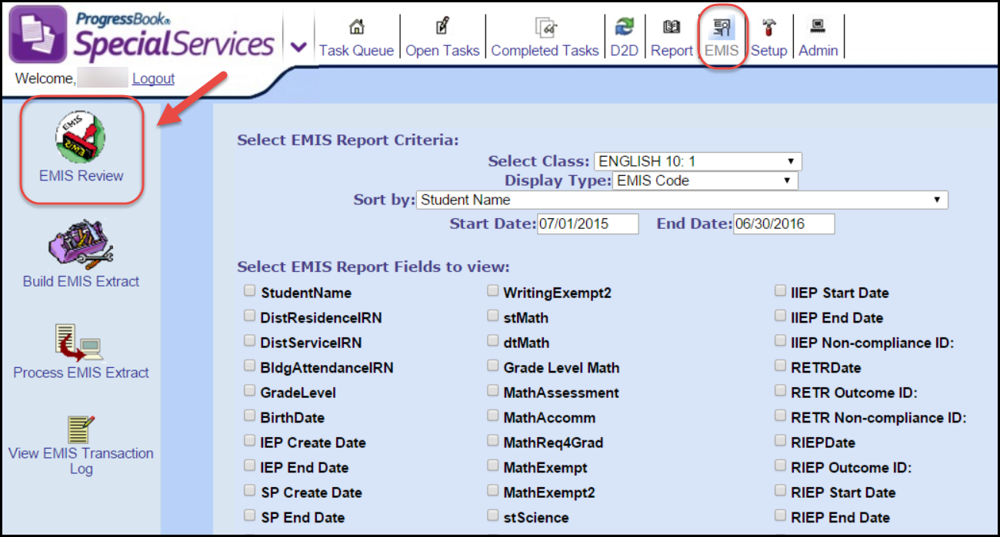 ProgressBook®
SpecialServices
Task Queue
Open Tasks
Completed Tasks
D2D
Report
EMIS
Setup
Admin
Welcome,
Logout
EMIS
EMIS Review
Build EMIS Extract
Process EMIS Extract
View EMIS Transaction
Log
Select EMIS Report Criteria:
Select Class: ENGLISH 10: 1
Display Type: EMIS Code
Sort by: Student Name
Start Date: 07/01/2015 End Date: 06/30/2016
Select EMIS Report Fields to view:
StudentName WritingExempt2 IIEP Start Date
DistResidenceIRN stMath IIEP End Date
DistServiceIRN dtMath IIEP Non-compliance ID:
BldgAttendanceIRN Grade Level Math RETRDate
GradeLevel MathAssessment RETR Outcome ID:
BirthDate MathAccomm RETR Non-compliance ID:
IEP Create Date MathReq4Grad RIEPDate
IEP End Date MathExempt RIEP Outcome ID:
SP Create Date MathExempt2 RIEP Start Date
SP End Date stScience RIEP End Date